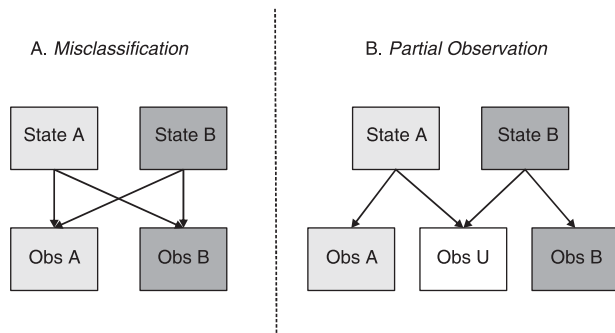 A. Misclassification
B. Partial Observation
State A
State B
State A
State B
Obs A
Obs B
Obs A
Obs U
Obs B